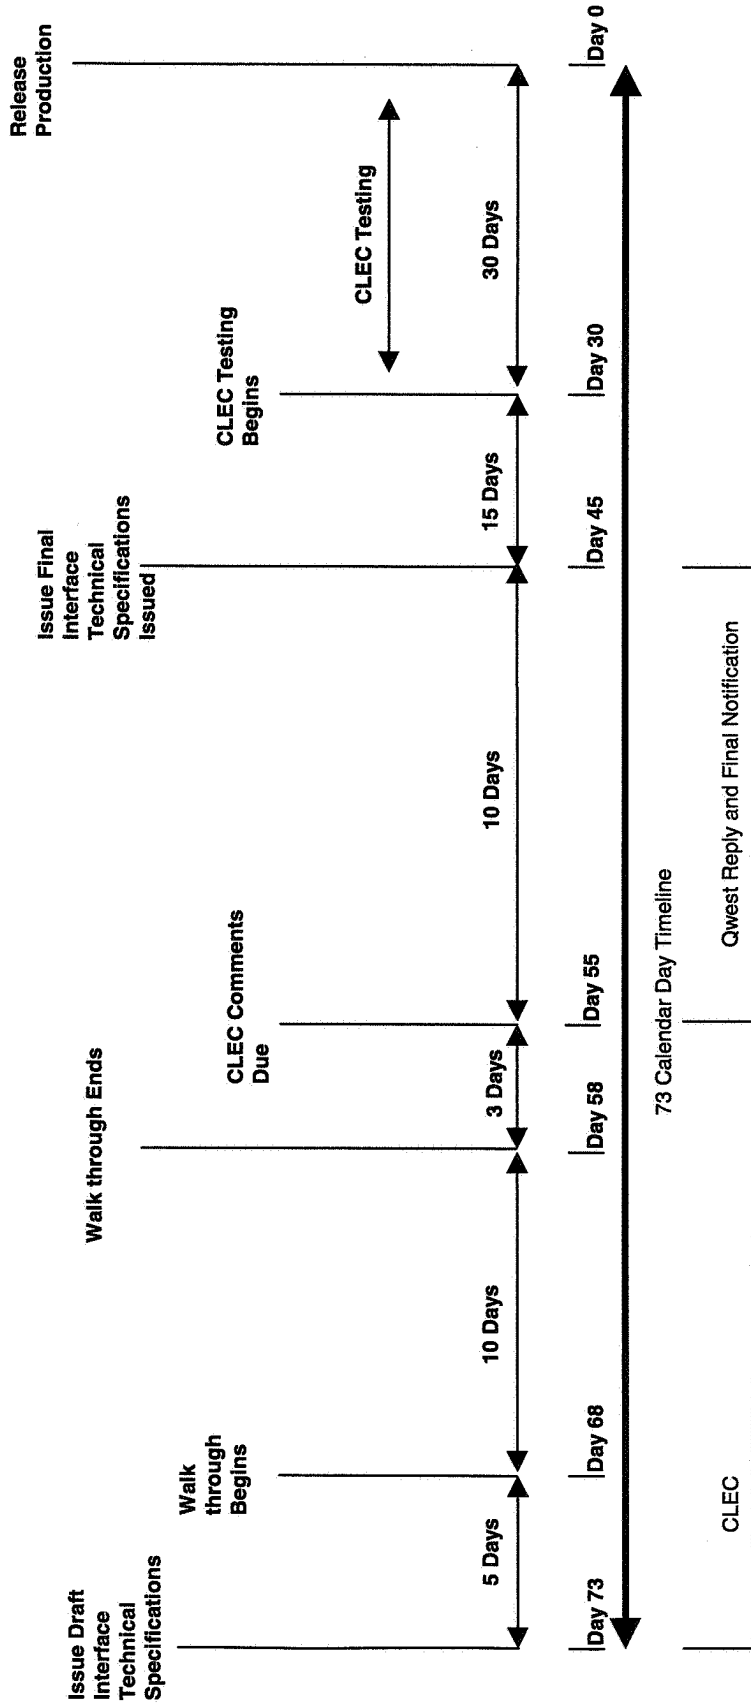 Issue Draft
Interface
Technical
Specifications
Walk
through
Begins
Walk through Ends
CLEC Comments
Due
Issue Final
Interface
Technical
Specifications
Issued
CLEC Testing
Begins
CLEC Testing
Release
Production
5 Days
10 Days
3 Days
10 Days
15 Days
30 Days
Day 73
Day 68
Day 58
Day 55
Day 45
Day 30
Day 0
73 Calendar Day Timeline
CLEC
Qwest Reply and Final Notification